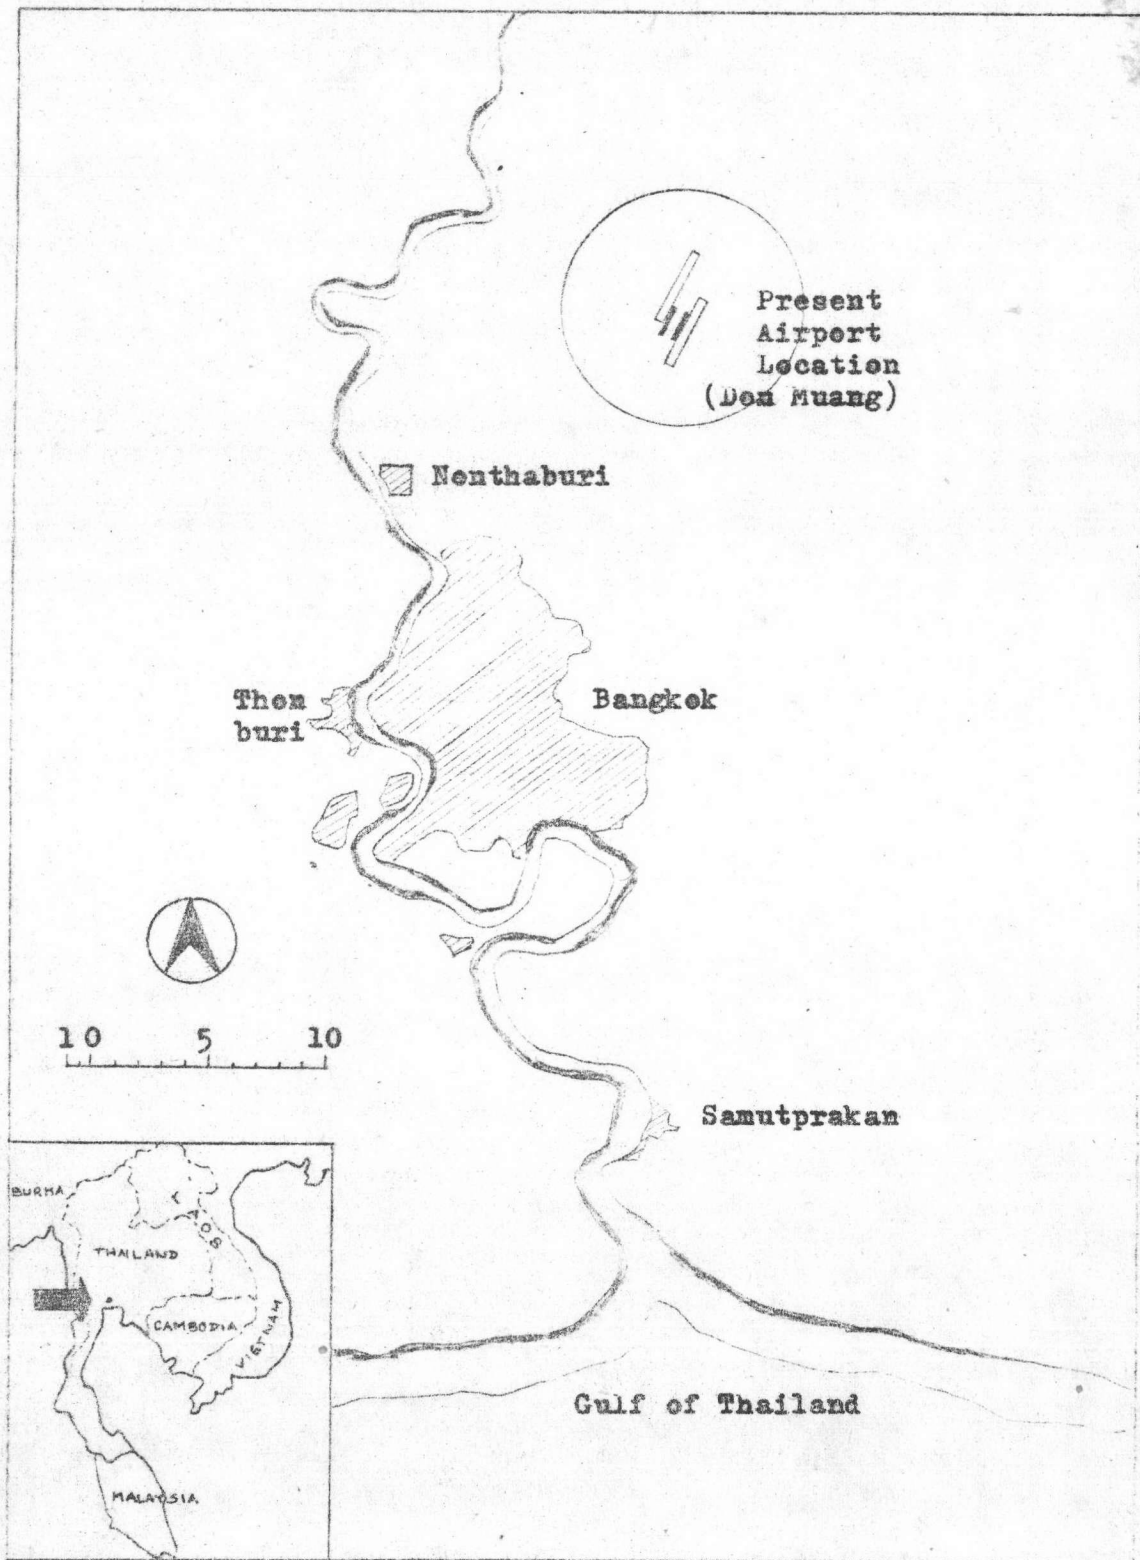 Present
Airport
Location
(Don Muang)
Nonthaburi
Thon
buri
Bangkok
10 5 10
Samutprakan
BURMA
LAOS
THAILAND
CAMBODIA
VIETNAM
Gulf of Thailand
MALAYSIA